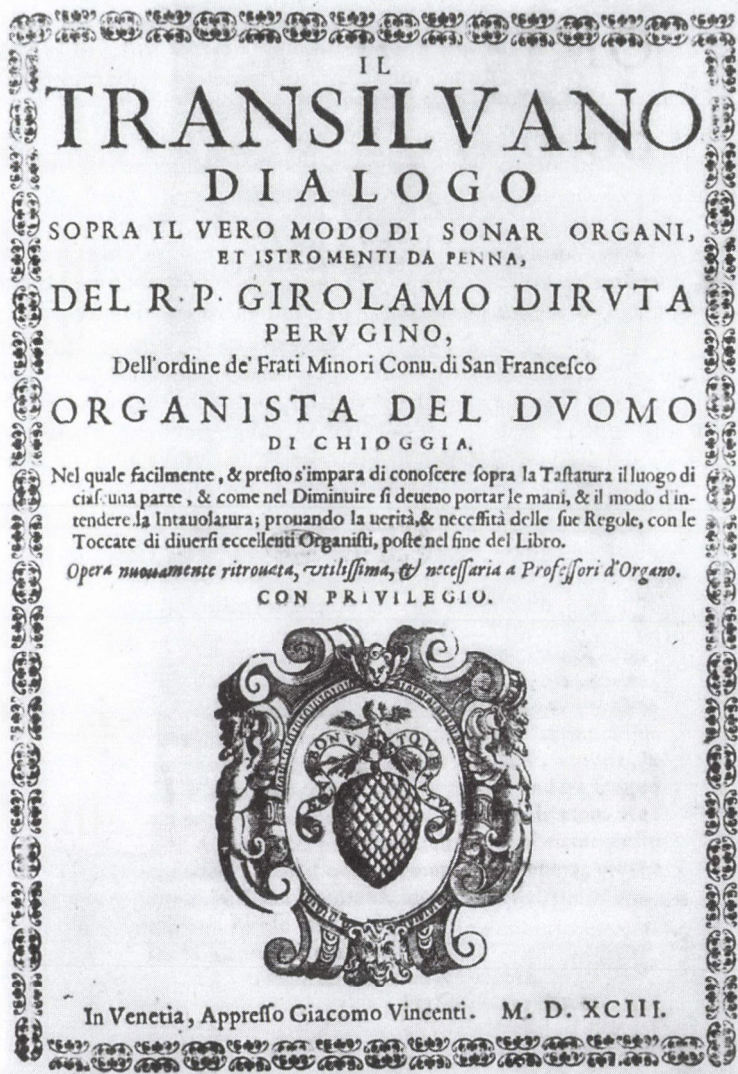 IL
TRANSILVANO
DIALOGO
SOPRA IL VERO MODO DI SONAR ORGANI,
ET ISTROMENTI DA PENNA,
DEL R·P· GIROLAMO DIRVTA
PERVGINO,
Dell'ordine de' Frati Minori Conu. di San Francesco
ORGANISTA DEL DVOMO
DI CHIOGGIA.
Nel quale facilmente, & preſto s'impara di conoſcere ſopra la Taſtatura il luogo di
ciaſcuna parte, & come nel Diminuire ſi deueno portar le mani, & il modo d'in-
tendere la Intauolatura; prouando la uerità, & neceſſità delle ſue Regole, con le
Toccate di diuerſi eccellenti Organiſti, poſte nel fine del Libro.
Opera nuouamente ritrouata, vtiliſſima, & neceſſaria a Profeſſori d'Organo.
CON PRIVILEGIO.
In Venetia, Appreſſo Giacomo Vincenti. M. D. XCIII.